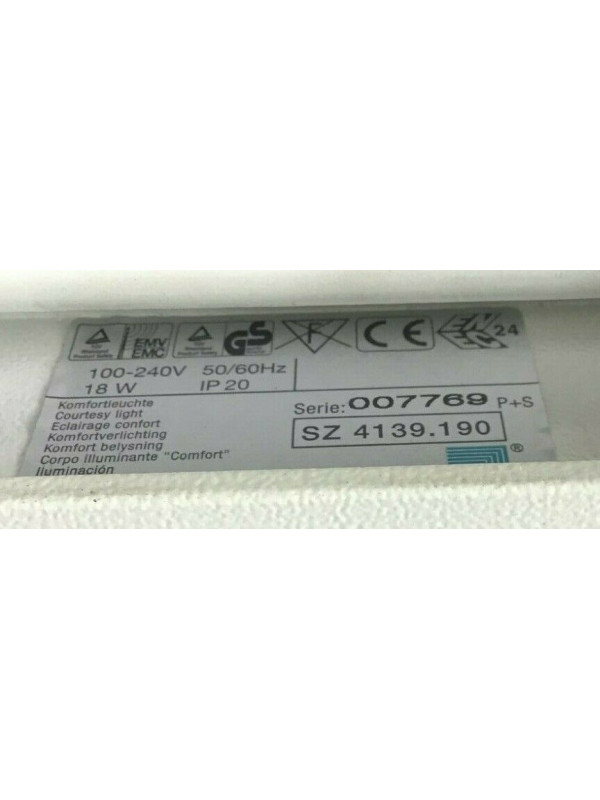 EMV
EMC
GS
F
CE
ENEC
24
100-240V 50/60Hz
18 W IP 20
Komfortleuchte
Courtesy light
Eclairage confort
Komfortverlichting
Komfort belysning
Corpo illuminante "Comfort"
Iluminación
Serie: 007769 P+S
SZ 4139.190
®